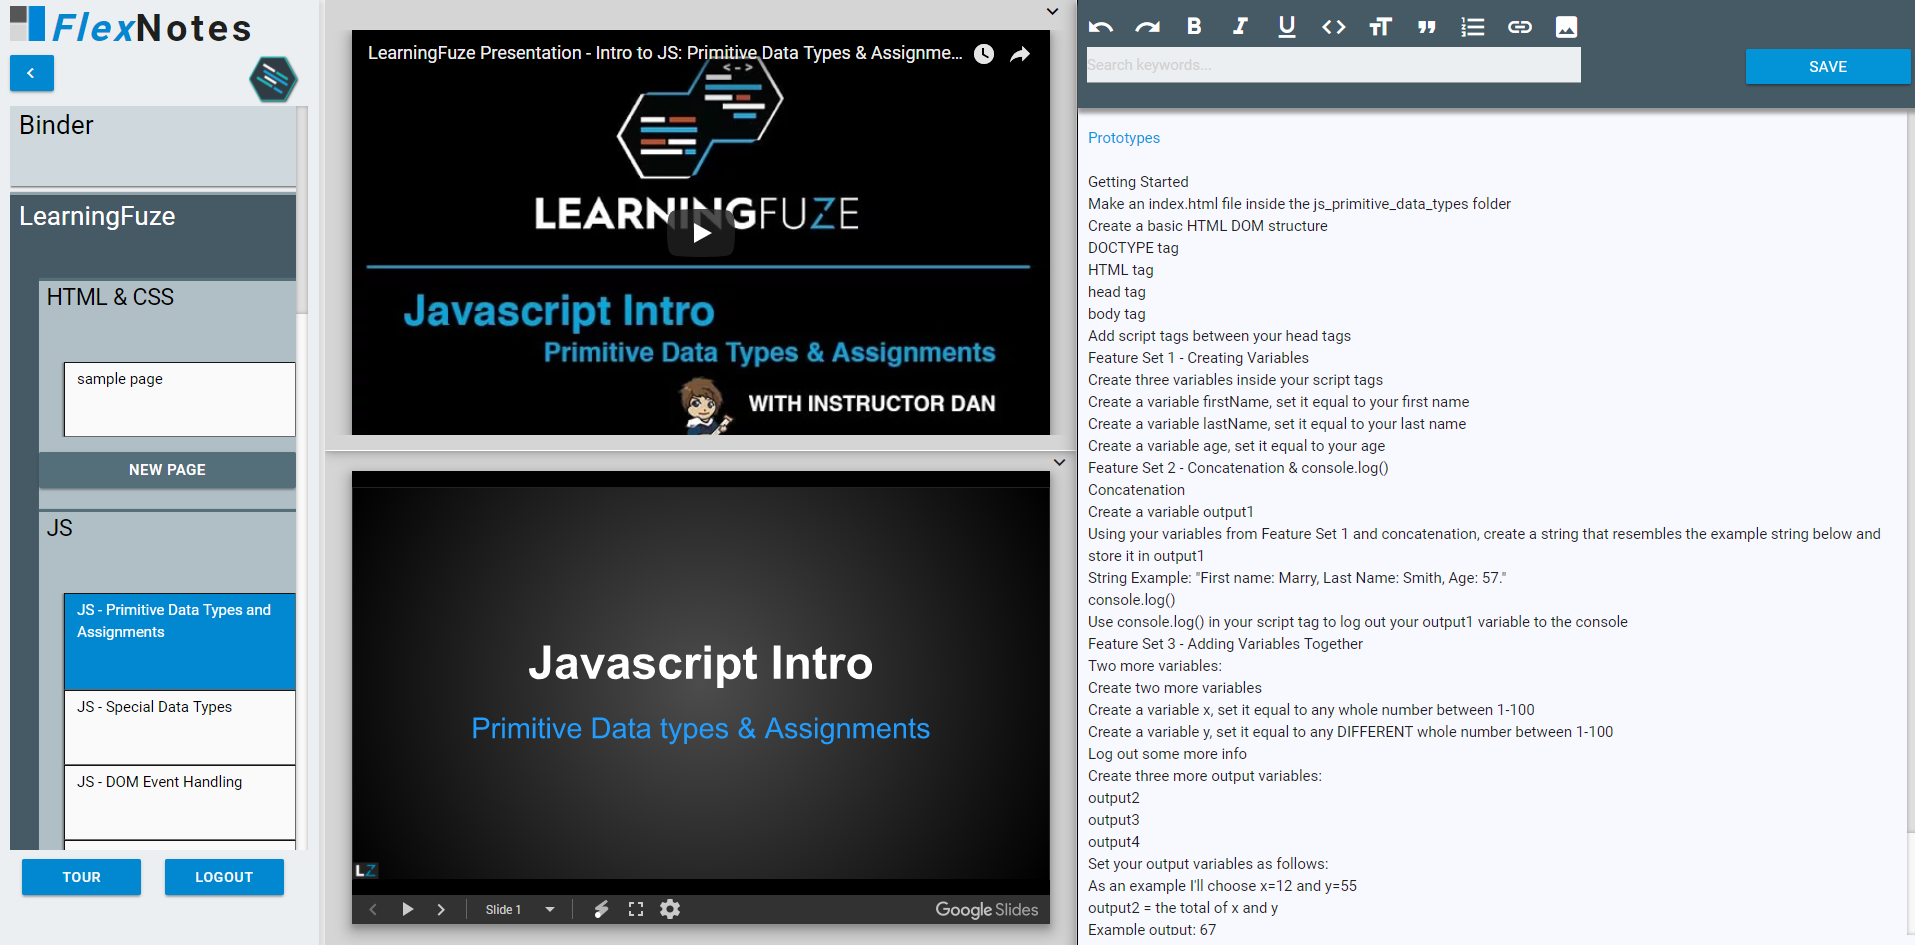 FlexNotes
Binder
LearningFuze
HTML & CSS
sample page
NEW PAGE
JS
JS - Primitive Data Types and
Assignments
JS - Special Data Types
JS - DOM Event Handling
TOUR
LOGOUT
LearningFuze Presentation - Intro to JS: Primitive Data Types & Assignme...
LEARNINGFUZE
Javascript Intro
Primitive Data Types & Assignments
WITH INSTRUCTOR DAN
Javascript Intro
Primitive Data types & Assignments
LZ
Slide 1
Google Slides
Search keywords...
SAVE
Prototypes
Getting Started
Make an index.html file inside the js_primitive_data_types folder
Create a basic HTML DOM structure
DOCTYPE tag
HTML tag
head tag
body tag
Add script tags between your head tags
Feature Set 1 - Creating Variables
Create three variables inside your script tags
Create a variable firstName, set it equal to your first name
Create a variable lastName, set it equal to your last name
Create a variable age, set it equal to your age
Feature Set 2 - Concatenation & console.log()
Concatenation
Create a variable output1
Using your variables from Feature Set 1 and concatenation, create a string that resembles the example string below and
store it in output1
String Example: "First name: Marry, Last Name: Smith, Age: 57."
console.log()
Use console.log() in your script tag to log out your output1 variable to the console
Feature Set 3 - Adding Variables Together
Two more variables:
Create two more variables
Create a variable x, set it equal to any whole number between 1-100
Create a variable y, set it equal to any DIFFERENT whole number between 1-100
Log out some more info
Create three more output variables:
output2
output3
output4
Set your output variables as follows:
As an example I'll choose x=12 and y=55
output2 = the total of x and y
Example output: 67